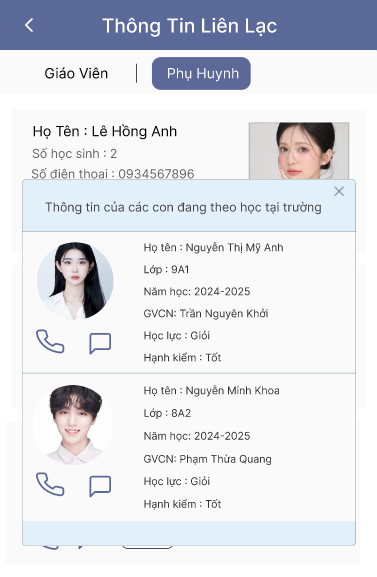 Thông Tin Liên Lạc
Giáo Viên
Phụ Huynh
Họ Tên : Lê Hồng Anh
Số học sinh : 2
Số điện thoại : 0934567896
Thông tin của các con đang theo học tại trường
Họ tên : Nguyễn Thị Mỹ Anh
Lớp : 9A1
Năm học: 2024-2025
GVCN: Trần Nguyên Khởi
Học lực : Giỏi
Hạnh kiểm : Tốt
Họ tên : Nguyễn Minh Khoa
Lớp : 8A2
Năm học: 2024-2025
GVCN: Phạm Thừa Quang
Học lực : Giỏi
Hạnh kiểm : Tốt